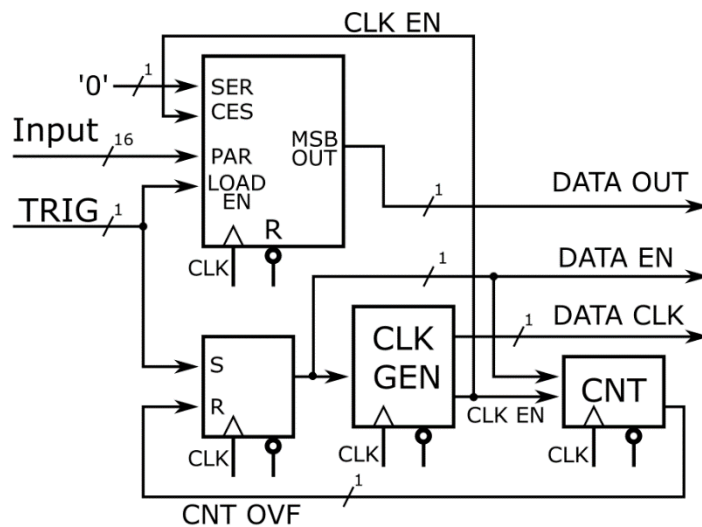 CLK EN
'0' 1
SER
CES
Input 16
PAR
MSB
OUT
LOAD
EN
TRIG 1
R
CLK
1 DATA OUT
1 DATA EN
1 DATA CLK
S
R
CLK
CLK
GEN
CLK
CLK EN
CNT
CLK
CNT OVF 1